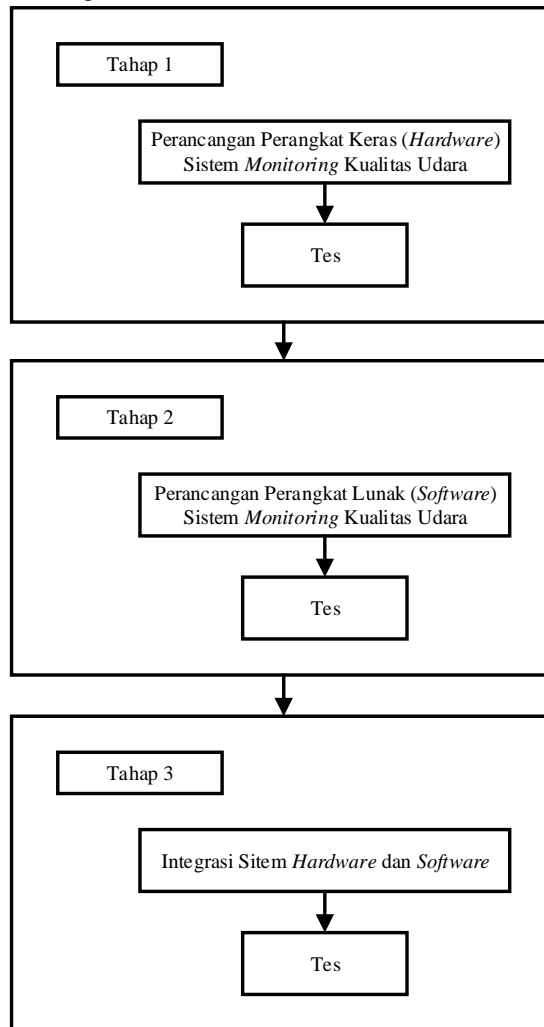 Tahap 1
Perancangan Perangkat Keras (Hardware)
Sistem Monitoring Kualitas Udara
Tes
Tahap 2
Perancangan Perangkat Lunak (Software)
Sistem Monitoring Kualitas Udara
Tes
Tahap 3
Integrasi Sitem Hardware dan Software
Tes